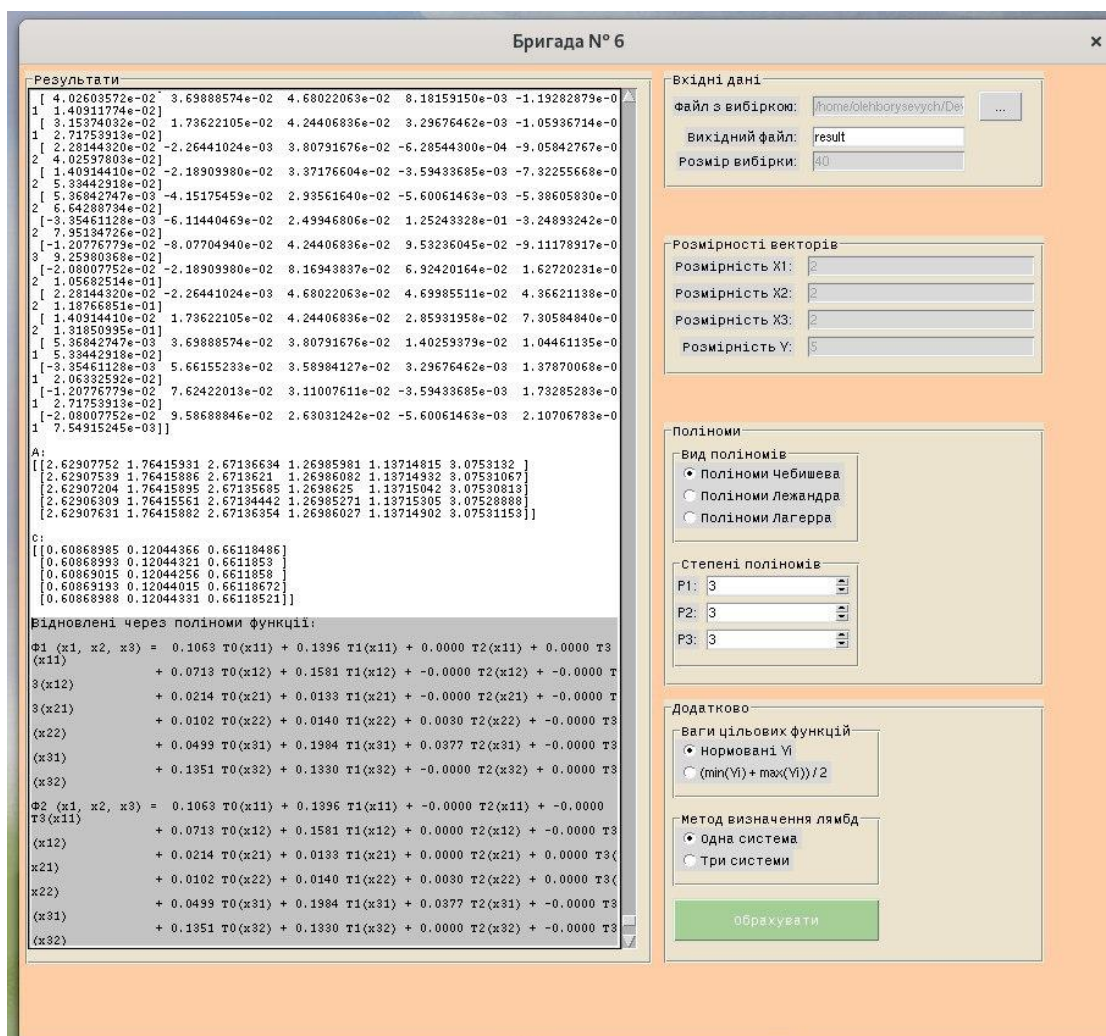 Бригада № 6
×
Результати
[ 4.02603572e-02 3.69888574e-02 4.68022063e-02 8.18159150e-03 -1.19282879e-0
1 1.40911774e-02]
[ 3.15374032e-02 1.73622105e-02 4.24406836e-02 3.29676462e-03 -1.05936714e-0
1 2.71753913e-02]
[ 2.28144320e-02 -2.26441024e-03 3.80791676e-02 -6.28544300e-04 -9.05842767e-0
2 4.02597803e-02]
[ 1.40914410e-02 -2.18909980e-02 3.37176604e-02 -3.59433685e-03 -7.32255668e-0
2 5.33442918e-02]
[ 5.36842747e-03 -4.15175459e-02 2.93561640e-02 -5.60061463e-03 -5.38605830e-0
2 6.64288734e-02]
[-3.35461128e-03 -6.11440469e-02 2.49946806e-02 1.25243328e-01 -3.24893242e-0
2 7.95134726e-02]
[-1.20776779e-02 -8.07704940e-02 4.24406836e-02 9.53236045e-02 -9.11178917e-0
3 9.25980368e-02]
[-2.08007752e-02 -2.18909980e-02 8.16943837e-02 6.92420164e-02 1.62720231e-0
2 1.05682514e-01]
[ 2.28144320e-02 -2.26441024e-03 4.68022063e-02 4.69985511e-02 4.36621138e-0
2 1.18766851e-01]
[ 1.40914410e-02 1.73622105e-02 4.24406836e-02 2.85931958e-02 7.30584840e-0
2 1.31850995e-01]
[ 5.36842747e-03 3.69888574e-02 3.80791676e-02 1.40259379e-02 1.04461135e-0
1 5.33442918e-02]
[-3.35461128e-03 5.66155233e-02 3.58984127e-02 3.29676462e-03 1.37870068e-0
1 2.06332592e-02]
[-1.20776779e-02 7.62422013e-02 3.11007611e-02 -3.59433685e-03 1.73285283e-0
1 2.71753913e-02]
[-2.08007752e-02 9.58688846e-02 2.63031242e-02 -5.60061463e-03 2.10706783e-0
1 7.54915245e-03]]
A:
[[2.62907752 1.76415931 2.67136634 1.26985981 1.13714815 3.0753132 ]
[2.62907539 1.76415886 2.6713621 1.26986082 1.13714932 3.07531067]
[2.62907204 1.76415895 2.67135685 1.2698625 1.13715042 3.07530813]
[2.62906309 1.76415561 2.67134442 1.26985271 1.13715305 3.07528888]
[2.62907631 1.76415882 2.67136354 1.26986027 1.13714902 3.07531153]]
C:
[[0.60868985 0.12044366 0.66118486]
[0.60868993 0.12044321 0.6611853 ]
[0.60869015 0.12044256 0.6611858 ]
[0.60869193 0.12044015 0.66118672]
[0.60868988 0.12044331 0.66118521]]
Відновлені через поліноми функції:
Ф1 (x1, x2, x3) = 0.1063 T0(x11) + 0.1396 T1(x11) + 0.0000 T2(x11) + 0.0000 T3
(x11)
+ 0.0713 T0(x12) + 0.1581 T1(x12) + -0.0000 T2(x12) + -0.0000 T
3(x12)
+ 0.0214 T0(x21) + 0.0133 T1(x21) + -0.0000 T2(x21) + -0.0000 T
3(x21)
+ 0.0102 T0(x22) + 0.0140 T1(x22) + 0.0030 T2(x22) + -0.0000 T3
(x22)
+ 0.0499 T0(x31) + 0.1984 T1(x31) + 0.0377 T2(x31) + -0.0000 T3
(x31)
+ 0.1351 T0(x32) + 0.1330 T1(x32) + -0.0000 T2(x32) + 0.0000 T3
(x32)
Ф2 (x1, x2, x3) = 0.1063 T0(x11) + 0.1396 T1(x11) + -0.0000 T2(x11) + -0.0000
T3(x11)
+ 0.0713 T0(x12) + 0.1581 T1(x12) + 0.0000 T2(x12) + -0.0000 T3
(x12)
+ 0.0214 T0(x21) + 0.0133 T1(x21) + 0.0000 T2(x21) + 0.0000 T3(
x21)
+ 0.0102 T0(x22) + 0.0140 T1(x22) + 0.0030 T2(x22) + 0.0000 T3(
x22)
+ 0.0499 T0(x31) + 0.1984 T1(x31) + 0.0377 T2(x31) + -0.0000 T3
(x31)
+ 0.1351 T0(x32) + 0.1330 T1(x32) + 0.0000 T2(x32) + -0.0000 T3
(x32)
Вхідні дані
Файл з вибіркою: /home/olehborysevych/Dev ...
Вихідний файл: result
Розмір вибірки: 40
Розмірності векторів
Розмірність X1: 2
Розмірність X2: 2
Розмірність X3: 2
Розмірність Y: 5
Поліноми
Вид поліномів
Поліноми Чебишева
Поліноми Лежандра
Поліноми Лагерра
Степені поліномів
P1: 3
P2: 3
P3: 3
Додатково
Ваги цільових функцій
Нормовані Yi
(min(Yi) + max(Yi)) / 2
Метод визначення лямбд
Одна система
Три системи
Обрахувати